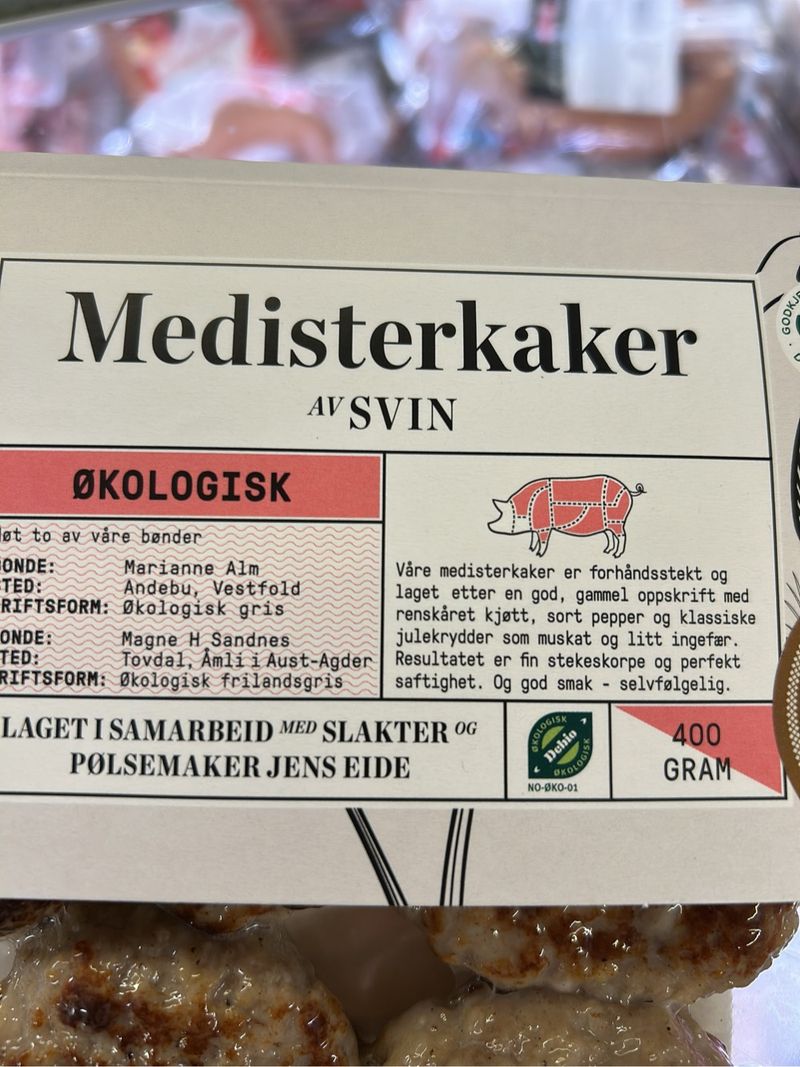 Medisterkaker
AV SVIN
ØKOLOGISK
to av våre bønder
Marianne Alm
Andebu, Vestfold
Økologisk gris
Magne H Sandnes
Tovdal, Åmli i Aust-Agder
Økologisk frilandsgris
Våre medisterkaker er forhåndsstekt og
laget etter en god, gammel oppskrift med
renskåret kjøtt, sort pepper og klassiske
julekrydder som muskat og litt ingefær.
Resultatet er fin stekeskorpe og perfekt
saftighet. Og god smak - selvfølgelig.
LAGET I SAMARBEID MED SLAKTER OG
PØLSEMAKER JENS EIDE
ØKOLOGISK
Debio
ØKOLOGISK
NO-ØKO-01
400
GRAM